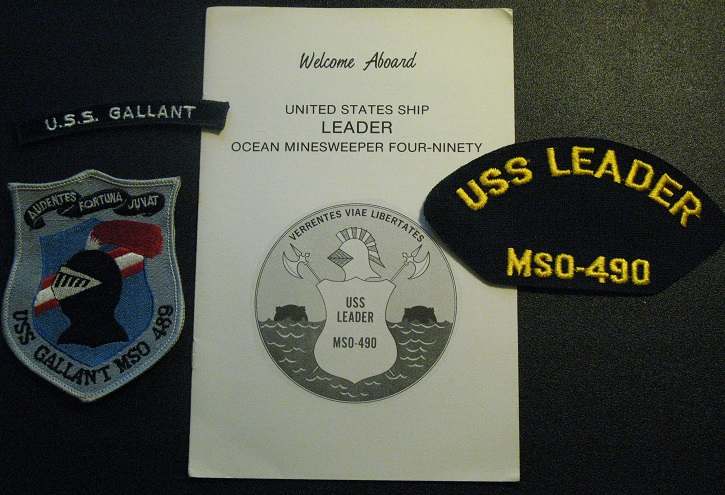 U.S.S. GALLANT
AUDENTES FORTUNA JUVAT
USS GALLANT MSO 489
Welcome Aboard
UNITED STATES SHIP
LEADER
OCEAN MINESWEEPER FOUR-NINETY
VERRENTES VIAE LIBERTATES
USS
LEADER
MSO-490
USS LEADER
MSO-490